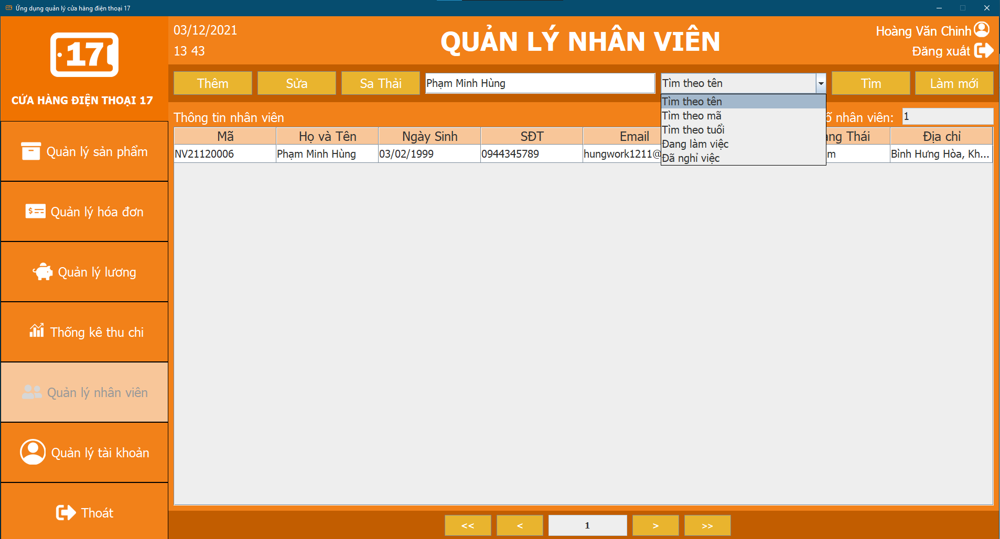 Ứng dụng quản lý cửa hàng điện thoại 17
17
CỬA HÀNG ĐIỆN THOẠI 17
03/12/2021
13 43
QUẢN LÝ NHÂN VIÊN
Hoàng Văn Chinh
Đăng xuất
Thêm Sửa Sa Thải Phạm Minh Hùng Tìm theo tên Tìm Làm mới
Tìm theo tên
Tìm theo mã
Tìm theo tuổi
Đang làm việc
Đã nghỉ việc
Thông tin nhân viên nhân viên: 1
Mã Họ và Tên Ngày Sinh SĐT Email Thái Địa chỉ
NV21120006 Phạm Minh Hùng 03/02/1999 0944345789 hungwork1211@ Bình Hưng Hòa, Kh...
Quản lý sản phẩm
Quản lý hóa đơn
Quản lý lương
Thống kê thu chi
Quản lý nhân viên
Quản lý tài khoản
Thoát
<< < 1 > >>